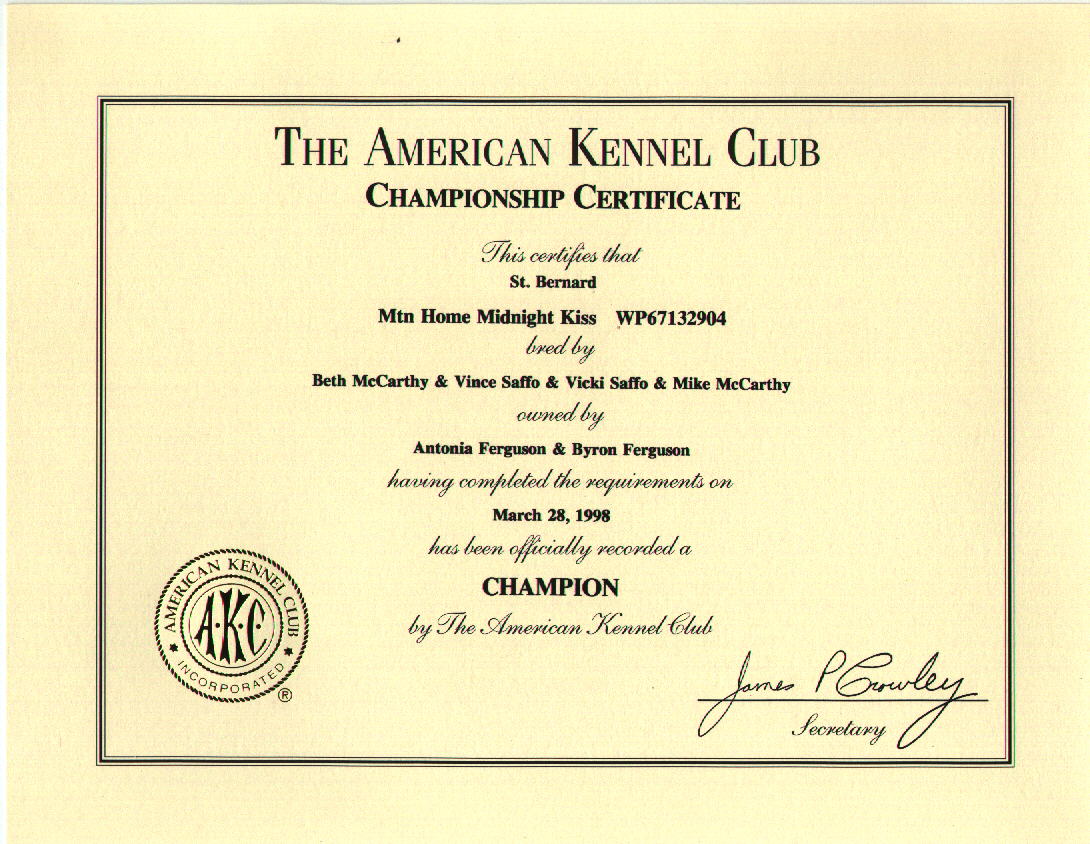 THE AMERICAN KENNEL CLUB
CHAMPIONSHIP CERTIFICATE
This certifies that
St. Bernard
Mtn Home Midnight Kiss WP67132904
bred by
Beth McCarthy & Vince Saffo & Vicki Saffo & Mike McCarthy
owned by
Antonia Ferguson & Byron Ferguson
having completed the requirements on
March 28, 1998
has been officially recorded a
CHAMPION
by The American Kennel Club
AMERICAN KENNEL CLUB
A·K·C
INCORPORATED
®
James P Crowley
Secretary